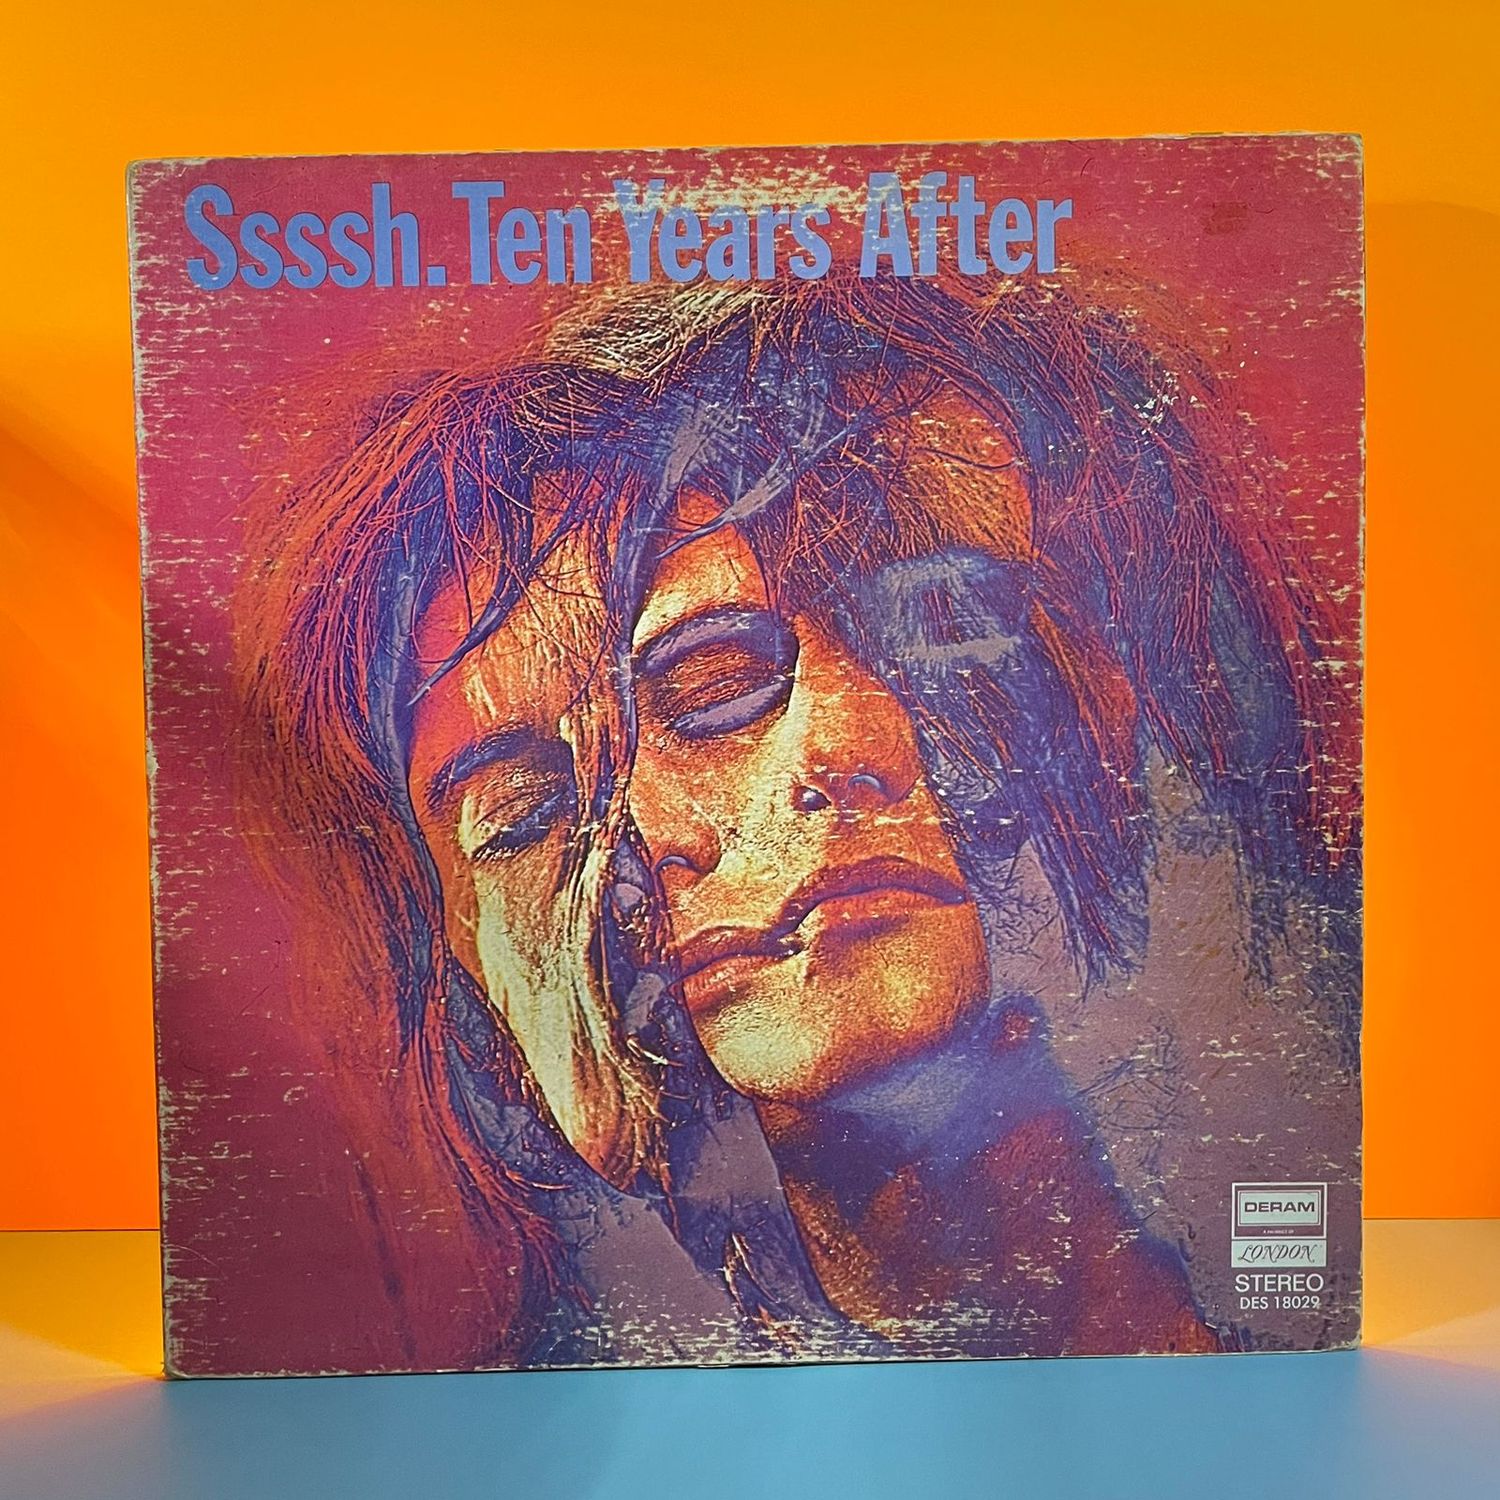 Ssssh. Ten Years After
DERAM
LONDON
STEREO
DES 18029